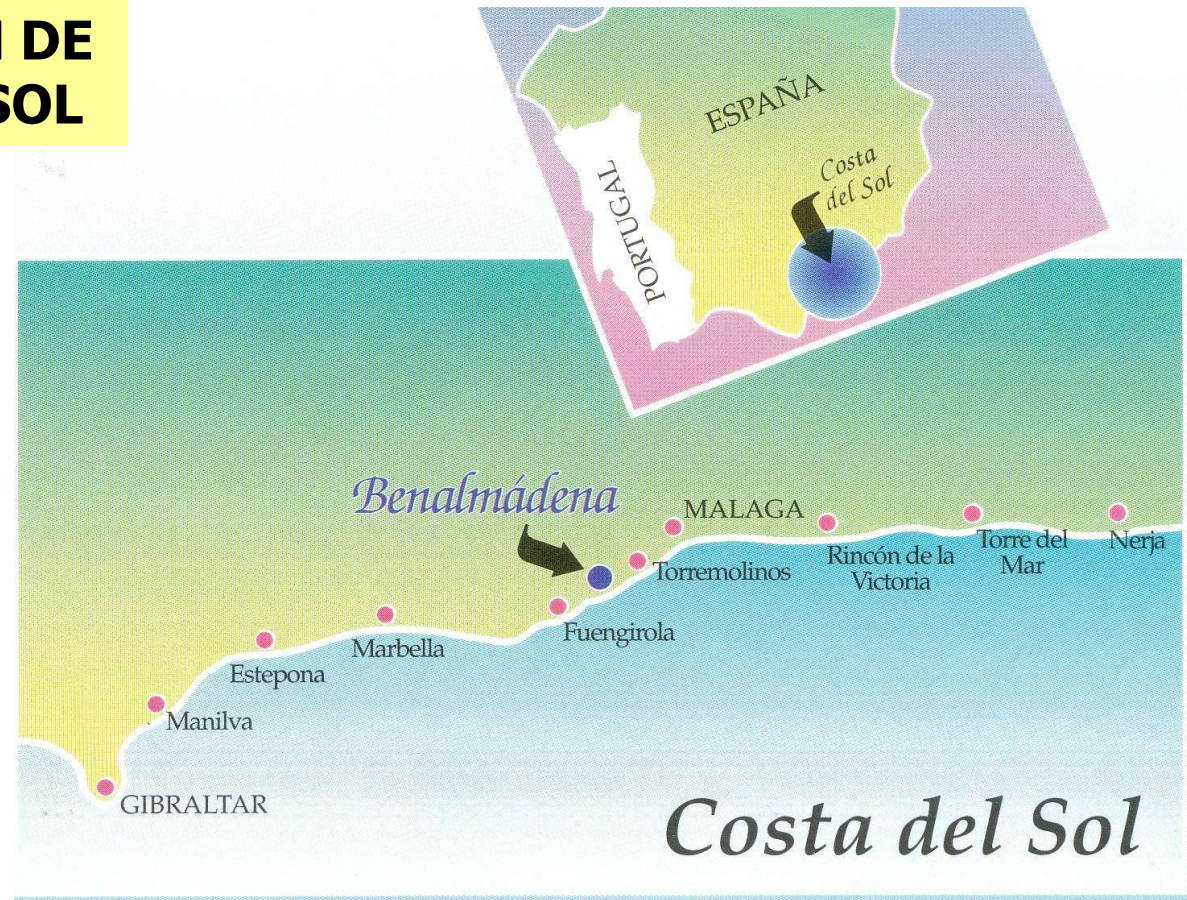 DE
SOL
ESPAÑA
PORTUGAL
Costa
del Sol
Benalmádena
MALAGA
Torremolinos
Rincón de la
Victoria
Torre del
Mar
Nerja
Fuengirola
Marbella
Estepona
Manilva
GIBRALTAR
Costa del Sol